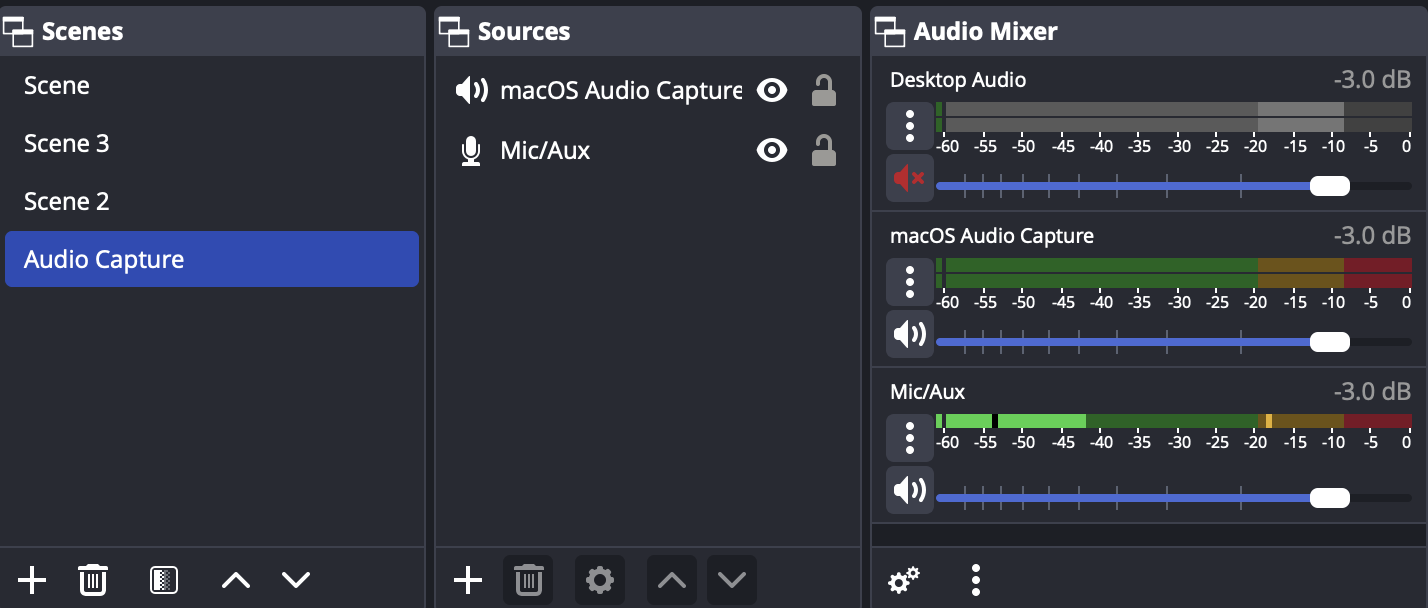 Scenes
Scene
Scene 3
Scene 2
Audio Capture
Sources
macOS Audio Capture
Mic/Aux
Audio Mixer
Desktop Audio -3.0 dB
-60 -55 -50 -45 -40 -35 -30 -25 -20 -15 -10 -5 0
macOS Audio Capture -3.0 dB
-60 -55 -50 -45 -40 -35 -30 -25 -20 -15 -10 -5 0
Mic/Aux -3.0 dB
-60 -55 -50 -45 -40 -35 -30 -25 -20 -15 -10 -5 0